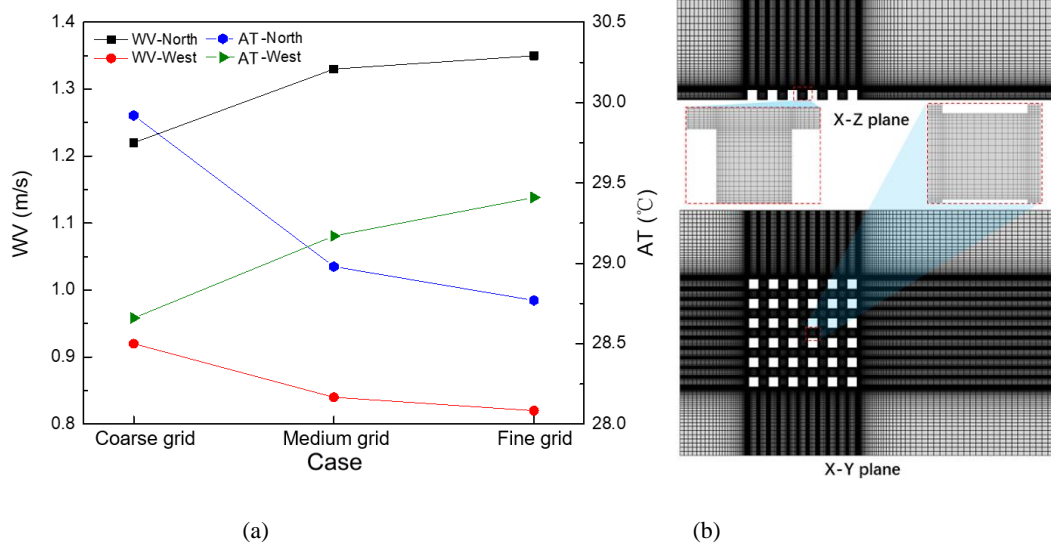 WV-North
AT-North
WV-West
AT-West
1.4
1.3
1.2
1.1
1.0
0.9
0.8
WV (m/s)
30.5
30.0
29.5
29.0
28.5
28.0
AT (℃)
Coarse grid
Medium grid
Fine grid
Case
(a)
X-Z plane
X-Y plane
(b)